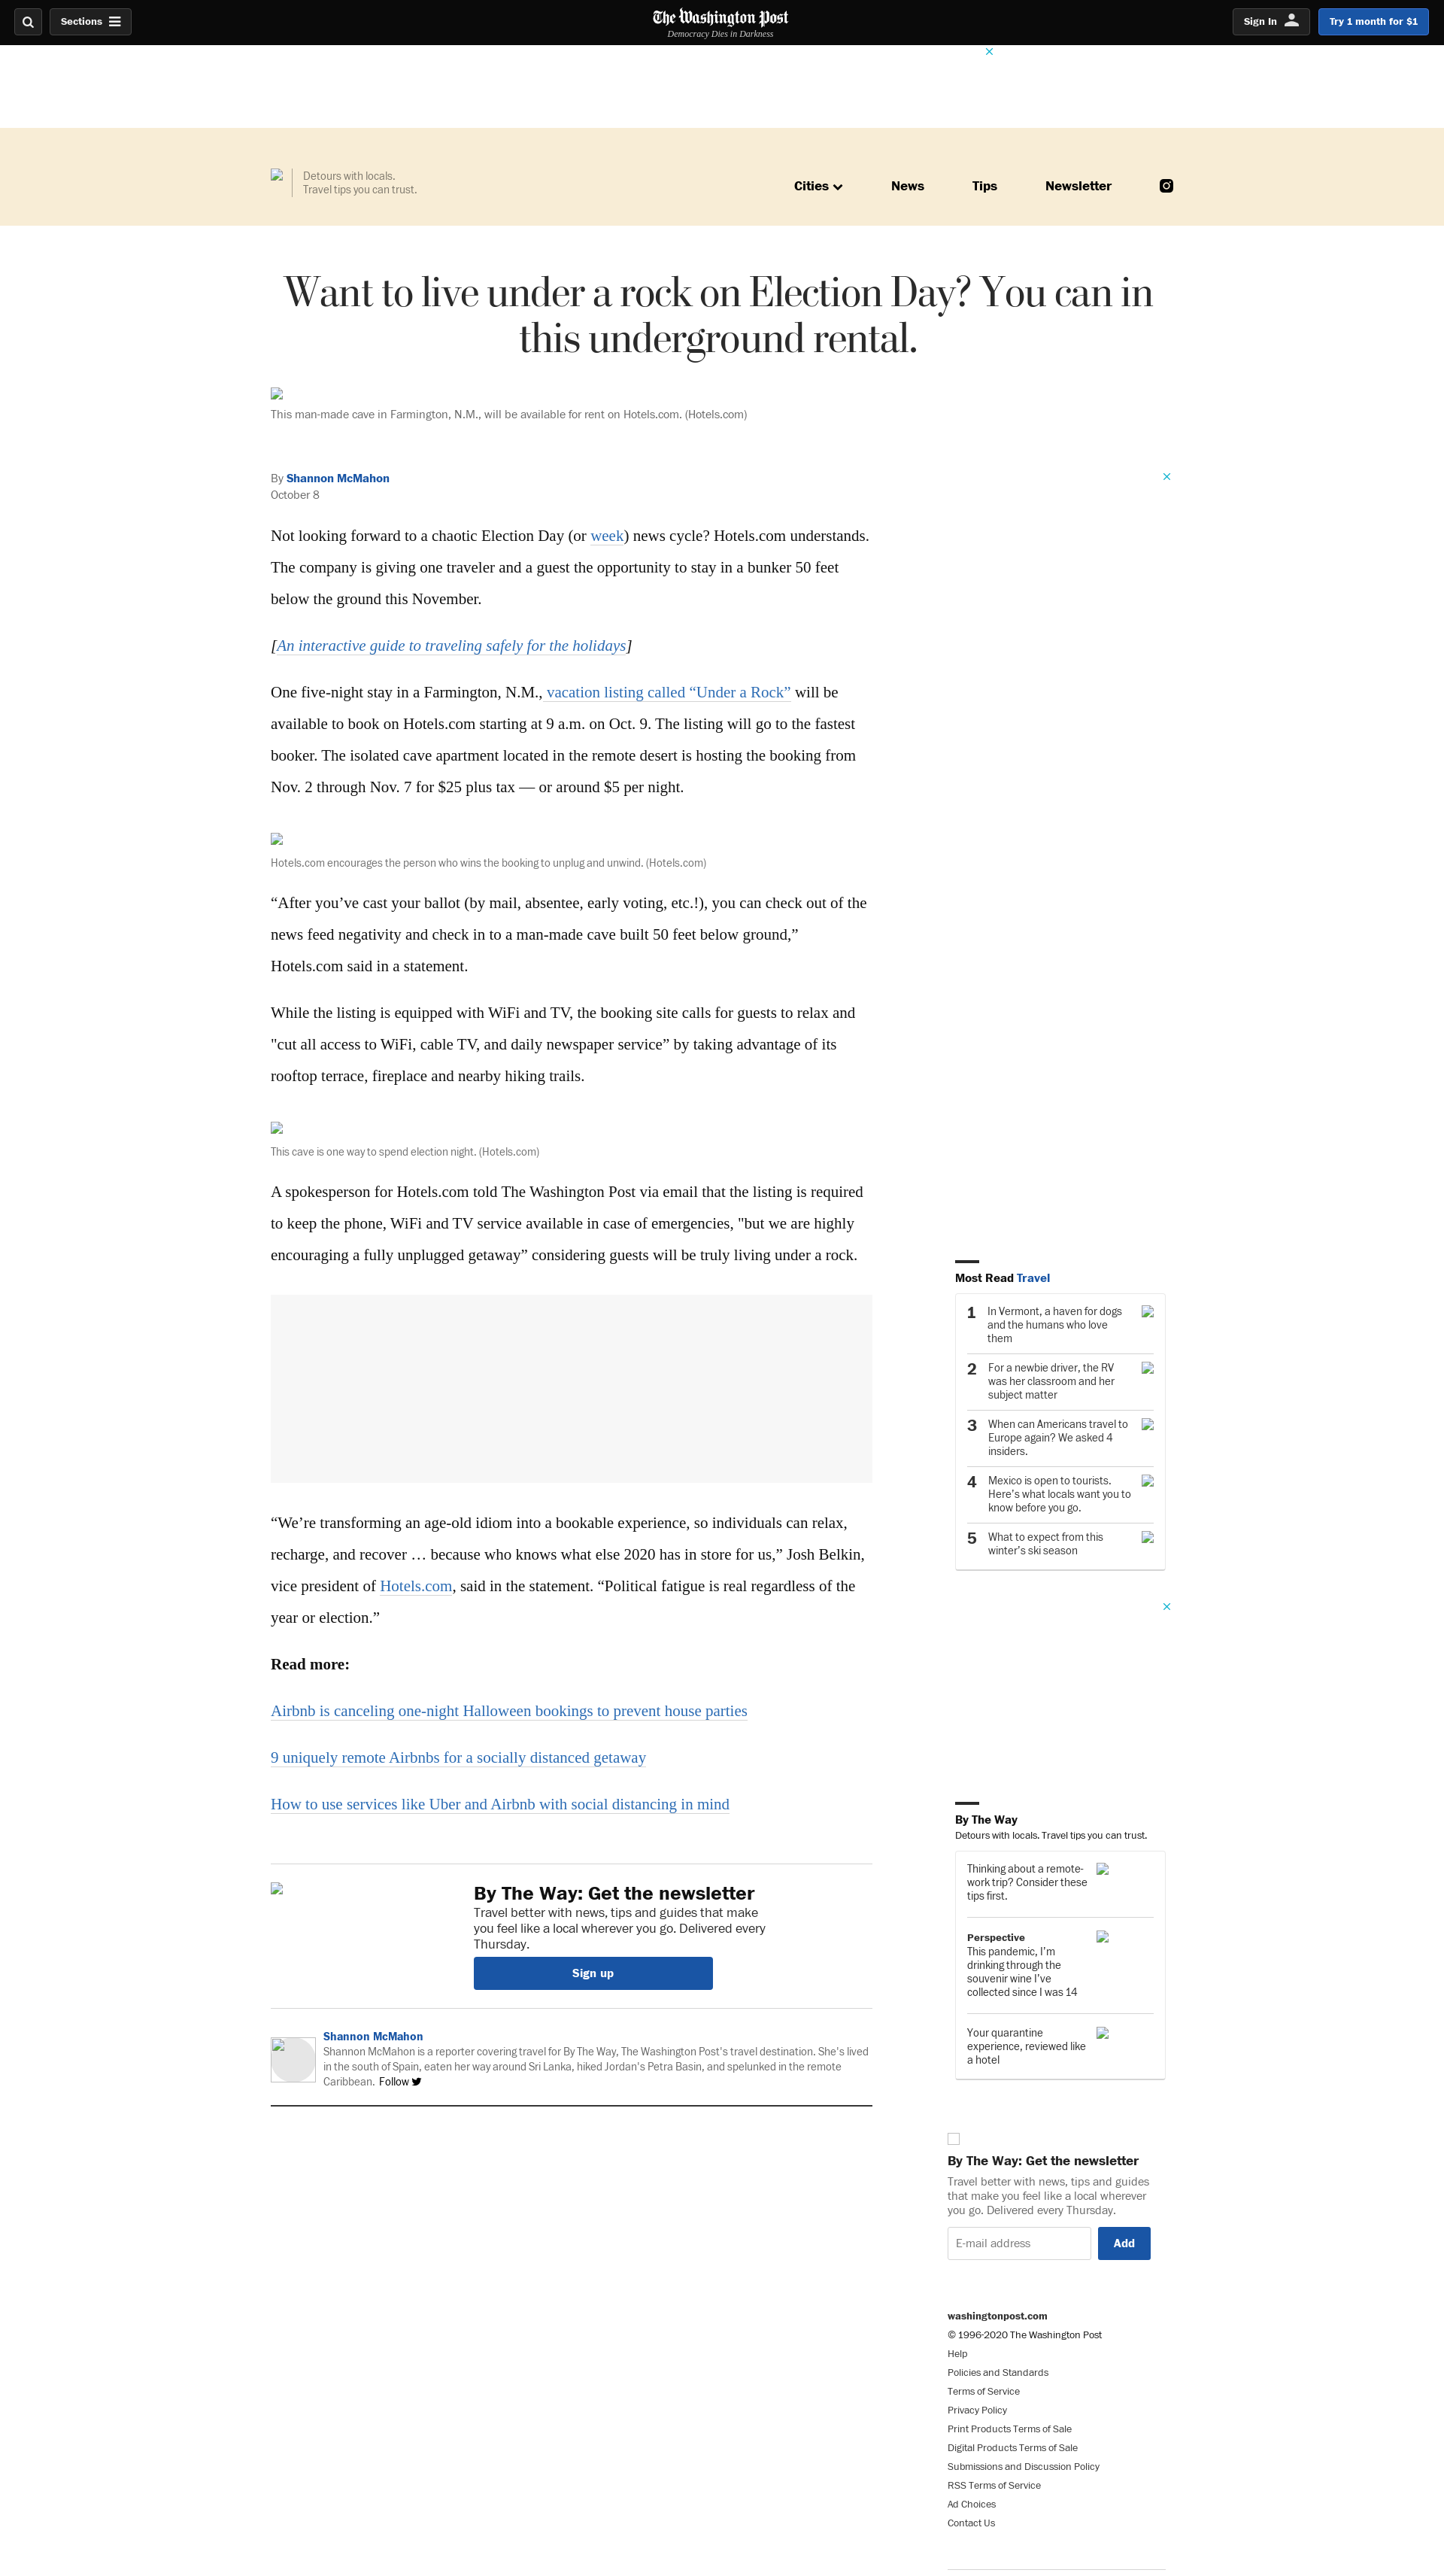 Sections
The Washington Post
Democracy Dies in Darkness
Sign In
Try 1 month for $1
Detours with locals.
Travel tips you can trust.
Cities
News
Tips
Newsletter
Want to live under a rock on Election Day? You can in
this underground rental.
This man-made cave in Farmington, N.M., will be available for rent on Hotels.com. (Hotels.com)
By Shannon McMahon
October 8
Not looking forward to a chaotic Election Day (or week) news cycle? Hotels.com understands.
The company is giving one traveler and a guest the opportunity to stay in a bunker 50 feet
below the ground this November.
[An interactive guide to traveling safely for the holidays]
One five-night stay in a Farmington, N.M., vacation listing called “Under a Rock” will be
available to book on Hotels.com starting at 9 a.m. on Oct. 9. The listing will go to the fastest
booker. The isolated cave apartment located in the remote desert is hosting the booking from
Nov. 2 through Nov. 7 for $25 plus tax — or around $5 per night.
Hotels.com encourages the person who wins the booking to unplug and unwind. (Hotels.com)
“After you’ve cast your ballot (by mail, absentee, early voting, etc.!), you can check out of the
news feed negativity and check in to a man-made cave built 50 feet below ground,”
Hotels.com said in a statement.
While the listing is equipped with WiFi and TV, the booking site calls for guests to relax and
"cut all access to WiFi, cable TV, and daily newspaper service” by taking advantage of its
rooftop terrace, fireplace and nearby hiking trails.
This cave is one way to spend election night. (Hotels.com)
A spokesperson for Hotels.com told The Washington Post via email that the listing is required
to keep the phone, WiFi and TV service available in case of emergencies, "but we are highly
encouraging a fully unplugged getaway” considering guests will be truly living under a rock.
“We’re transforming an age-old idiom into a bookable experience, so individuals can relax,
recharge, and recover … because who knows what else 2020 has in store for us,” Josh Belkin,
vice president of Hotels.com, said in the statement. “Political fatigue is real regardless of the
year or election.”
Read more:
Airbnb is canceling one-night Halloween bookings to prevent house parties
9 uniquely remote Airbnbs for a socially distanced getaway
How to use services like Uber and Airbnb with social distancing in mind
By The Way: Get the newsletter
Travel better with news, tips and guides that make
you feel like a local wherever you go. Delivered every
Thursday.
Sign up
Shannon McMahon
Shannon McMahon is a reporter covering travel for By The Way, The Washington Post's travel destination. She's lived
in the south of Spain, eaten her way around Sri Lanka, hiked Jordan's Petra Basin, and spelunked in the remote
Caribbean. Follow
Most Read Travel
1 In Vermont, a haven for dogs
and the humans who love
them
2 For a newbie driver, the RV
was her classroom and her
subject matter
3 When can Americans travel to
Europe again? We asked 4
insiders.
4 Mexico is open to tourists.
Here’s what locals want you to
know before you go.
5 What to expect from this
winter’s ski season
By The Way
Detours with locals. Travel tips you can trust.
Thinking about a remote-
work trip? Consider these
tips first.
Perspective
This pandemic, I’m
drinking through the
souvenir wine I’ve
collected since I was 14
Your quarantine
experience, reviewed like
a hotel
By The Way: Get the newsletter
Travel better with news, tips and guides
that make you feel like a local wherever
you go. Delivered every Thursday.
E-mail address
Add
washingtonpost.com
© 1996-2020 The Washington Post
Help
Policies and Standards
Terms of Service
Privacy Policy
Print Products Terms of Sale
Digital Products Terms of Sale
Submissions and Discussion Policy
RSS Terms of Service
Ad Choices
Contact Us